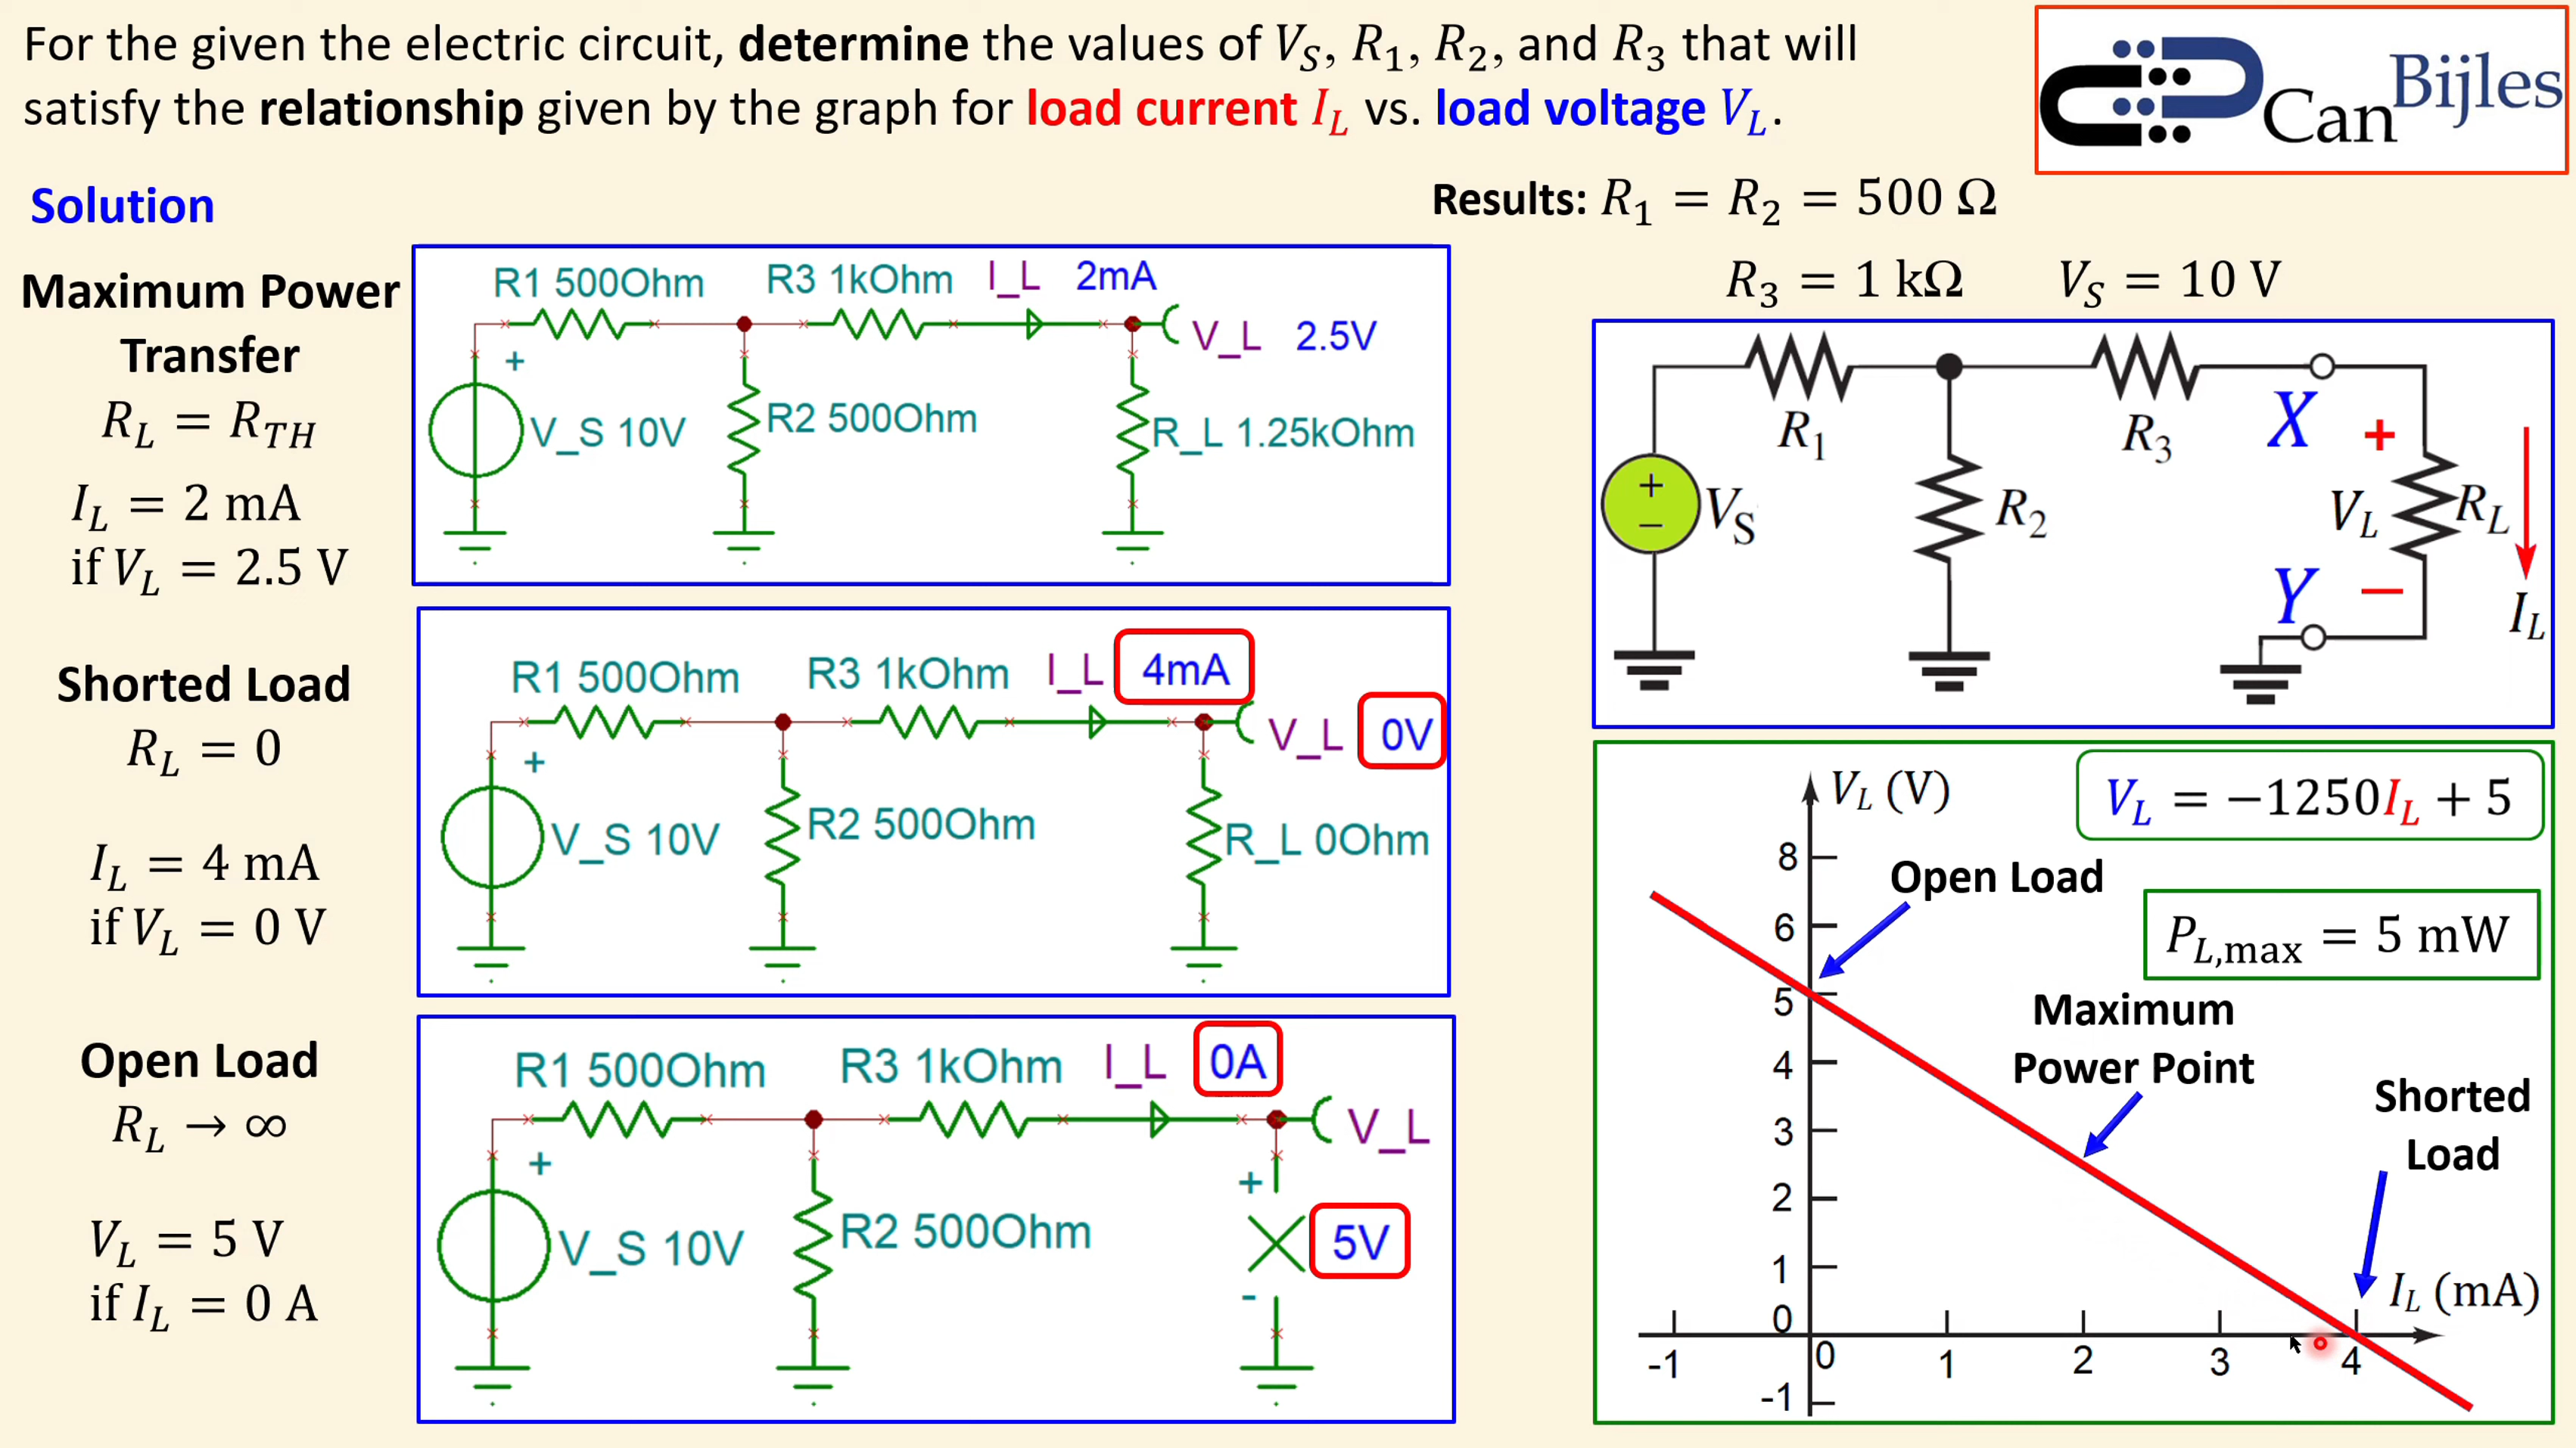 For the given the electric circuit, determine the values of V_S, R_1, R_2, and R_3 that will
satisfy the relationship given by the graph for load current I_L vs. load voltage V_L.
Can Bijles
Solution
Results: R_1 = R_2 = 500 Ω
R_3 = 1 kΩ V_S = 10 V
Maximum Power
Transfer
R_L = R_TH
I_L = 2 mA
if V_L = 2.5 V
R1 500Ohm R3 1kOhm I_L 2mA
V_L 2.5V
+
V_S 10V R2 500Ohm R_L 1.25kOhm
Shorted Load
R_L = 0
I_L = 4 mA
if V_L = 0 V
R1 500Ohm R3 1kOhm I_L 4mA
V_L 0V
+
V_S 10V R2 500Ohm R_L 0Ohm
Open Load
R_L → ∞
V_L = 5 V
if I_L = 0 A
R1 500Ohm R3 1kOhm I_L 0A
V_L
+ +
V_S 10V R2 500Ohm 5V
-
R_1 R_3 X +
+
− V_S R_2 V_L R_L
Y −
I_L
V_L (V) V_L = −1250I_L + 5
8
Open Load
6
P_L,max = 5 mW
5
Maximum
Power Point
4
Shorted
Load
3
2
1
I_L (mA)
0
-1 0 1 2 3 4
-1